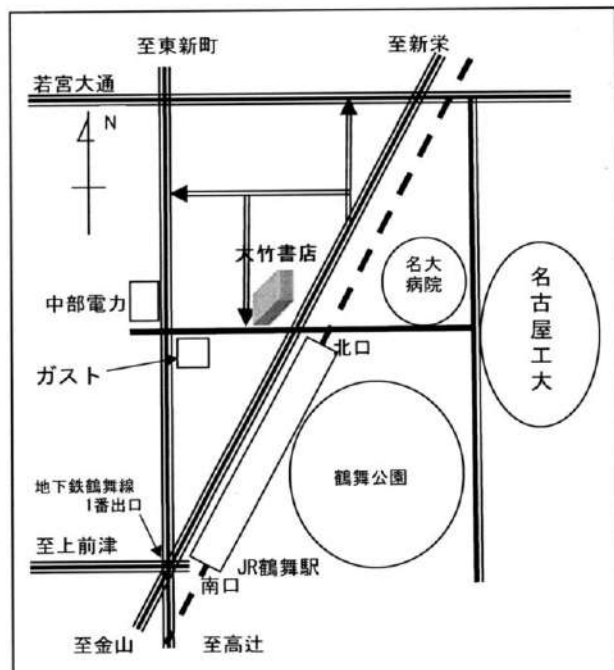 至東新町
至新栄
若宮大通
N
大竹書店
名大
病院
名古屋工大
中部電力
北口
ガスト
鶴舞公園
地下鉄鶴舞線
1番出口
至上前津
JR鶴舞駅
南口
至金山
至高辻